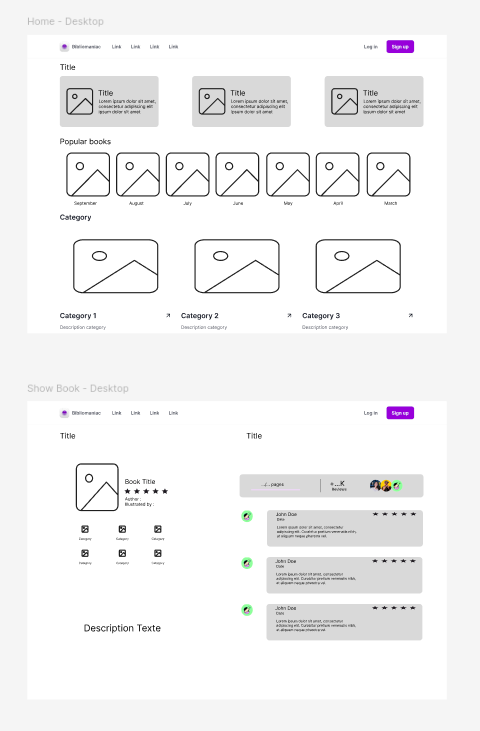 Home - Desktop
Bibliomaniac Link Link Link Link Log in Sign up
Title
Title
Lorem ipsum dolor sit amet,
consectetur adipiscing elit
ipsum dolor sit amet
Title
Lorem ipsum dolor sit amet,
consectetur adipiscing elit
ipsum dolor sit amet
Title
Lorem ipsum dolor sit amet,
consectetur adipiscing elit
ipsum dolor sit amet
Popular books
September August July June May April March
Category
Category 1 Category 2 Category 3
Description category Description category Description category
Show Book - Desktop
Bibliomaniac Link Link Link Link Log in Sign up
Title
Book Title
Author :
Illustrated by :
Category Category Category
Category Category Category
Description Texte
Title
.../... pages
+...K
Reviews
John Doe
Date
Lorem ipsum dolor sit amet, consectetur
adipiscing elit. Curabitur pretium venenatis nibh,
at aliquam neque pharetra vel.
John Doe
Date
Lorem ipsum dolor sit amet, consectetur
adipiscing elit. Curabitur pretium venenatis nibh,
at aliquam neque pharetra vel.
John Doe
Date
Lorem ipsum dolor sit amet, consectetur
adipiscing elit. Curabitur pretium venenatis nibh,
at aliquam neque pharetra vel.